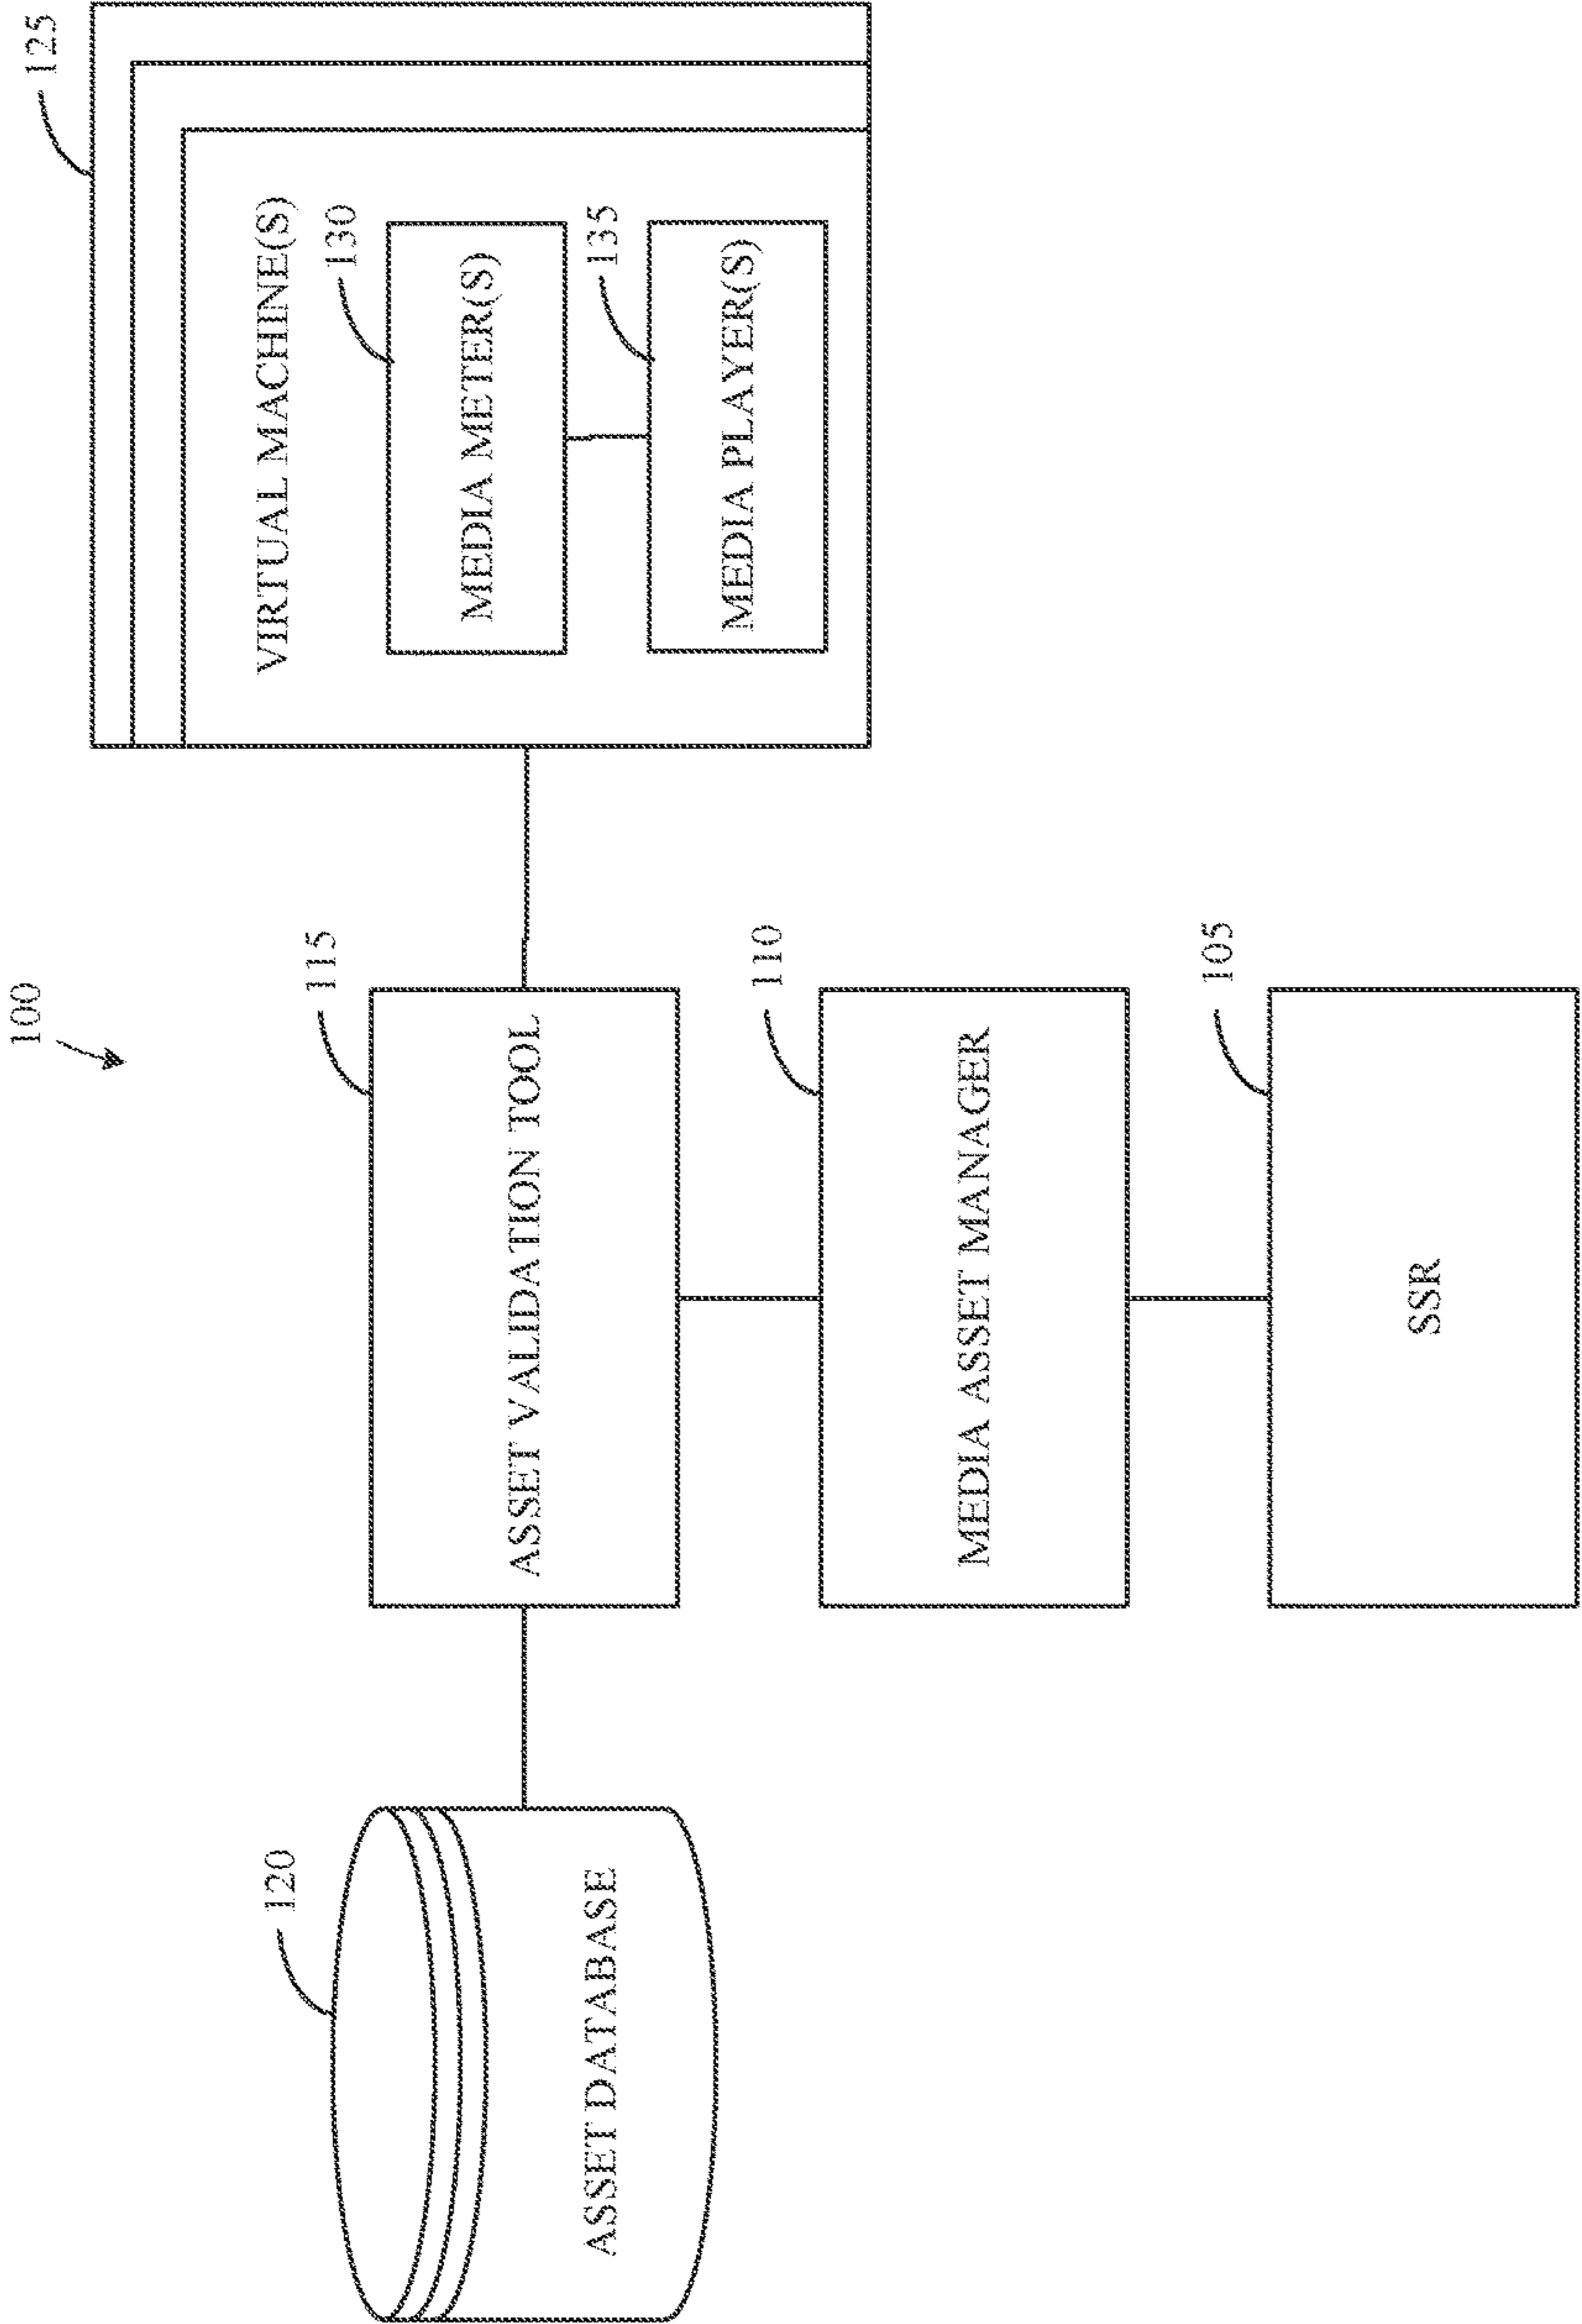 100
125
VIRTUAL MACHINE(S)
130
MEDIA METER(S)
135
MEDIA PLAYER(S)
115
ASSET VALIDATION TOOL
110
MEDIA ASSET MANAGER
105
SSR
120
ASSET DATABASE